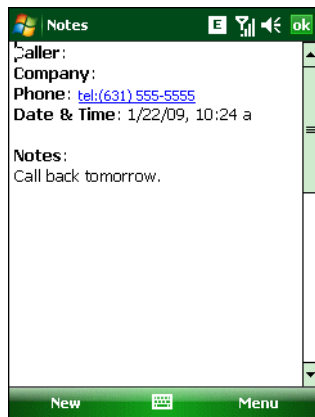 Notes
E
ok
Caller:
Company:
Phone: tel:(631) 555-5555
Date & Time: 1/22/09, 10:24 a
Notes:
Call back tomorrow.
New
Menu